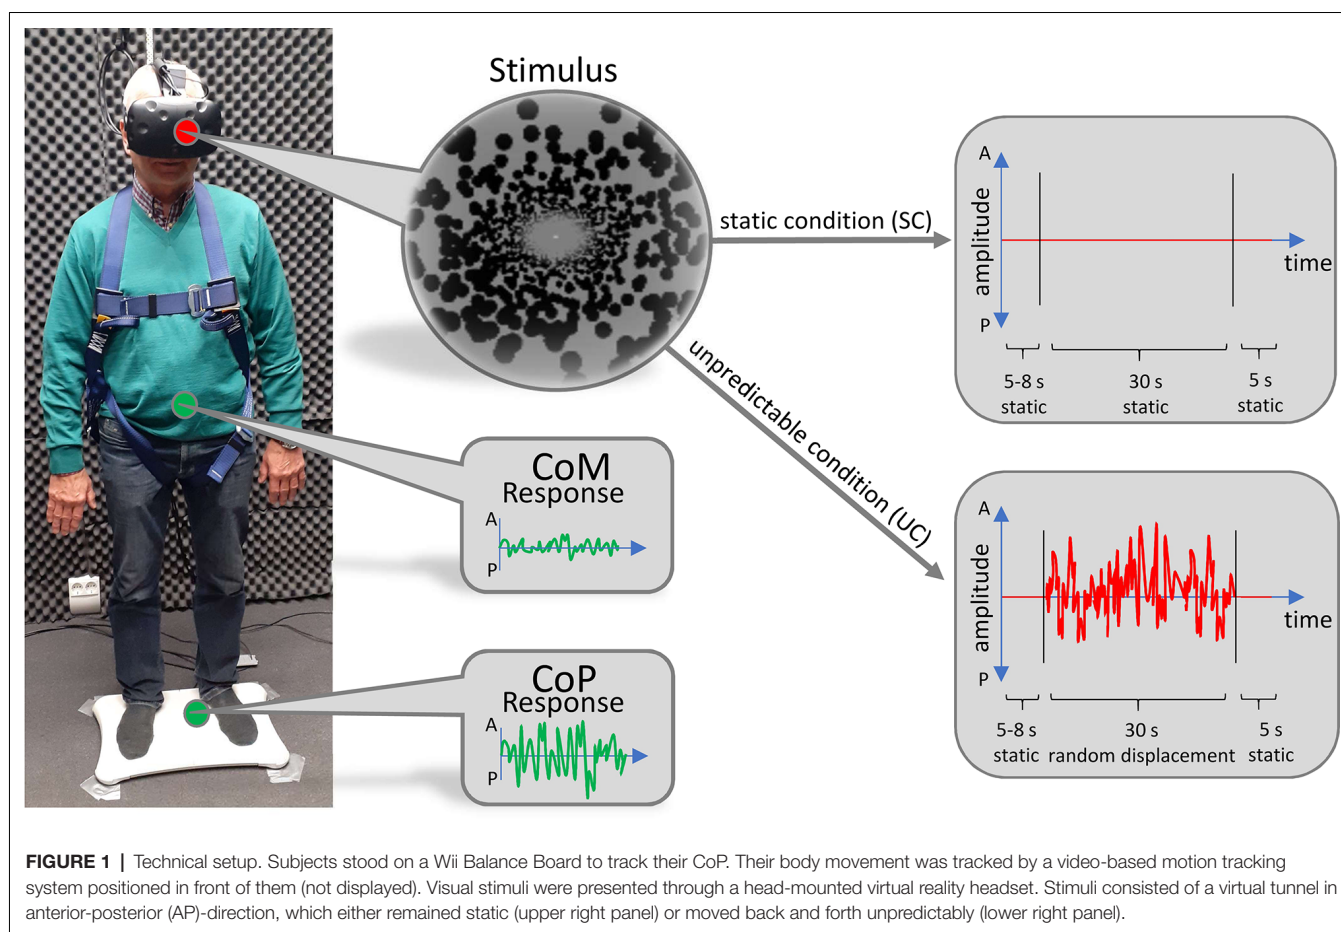 Stimulus
static condition (SC)
unpredictable condition (UC)
A
amplitude
P
time
5-8 s
static
30 s
static
5 s
static
CoM
Response
A
P
CoP
Response
A
P
A
amplitude
P
time
5-8 s
static
30 s
random displacement
5 s
static
FIGURE 1 | Technical setup. Subjects stood on a Wii Balance Board to track their CoP. Their body movement was tracked by a video-based motion tracking
system positioned in front of them (not displayed). Visual stimuli were presented through a head-mounted virtual reality headset. Stimuli consisted of a virtual tunnel in
anterior-posterior (AP)-direction, which either remained static (upper right panel) or moved back and forth unpredictably (lower right panel).